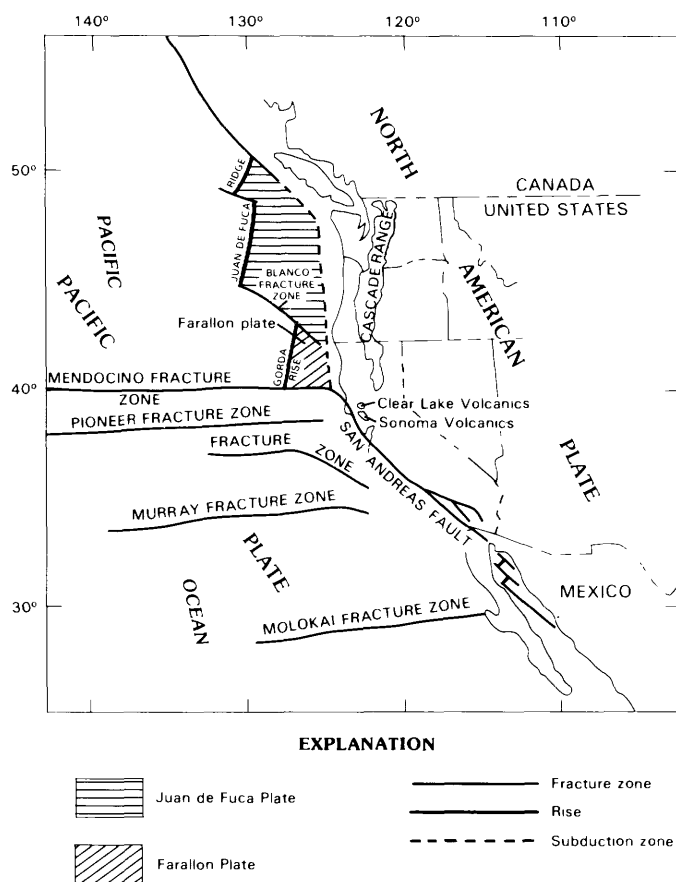 140° 130° 120° 110°
50°
40°
30°
NORTH
AMERICAN
PLATE
CANADA
UNITED STATES
RIDGE
JUAN DE FUCA
BLANCO
FRACTURE
ZONE
CASCADE RANGE
PACIFIC
PACIFIC
Farallon plate
GORDA
RISE
MENDOCINO FRACTURE
ZONE
PIONEER FRACTURE ZONE
Clear Lake Volcanics
Sonoma Volcanics
FRACTURE
ZONE
SAN ANDREAS FAULT
MURRAY FRACTURE ZONE
PLATE
OCEAN
MOLOKAI FRACTURE ZONE
MEXICO
EXPLANATION
Juan de Fuca Plate
Farallon Plate
Fracture zone
Rise
Subduction zone